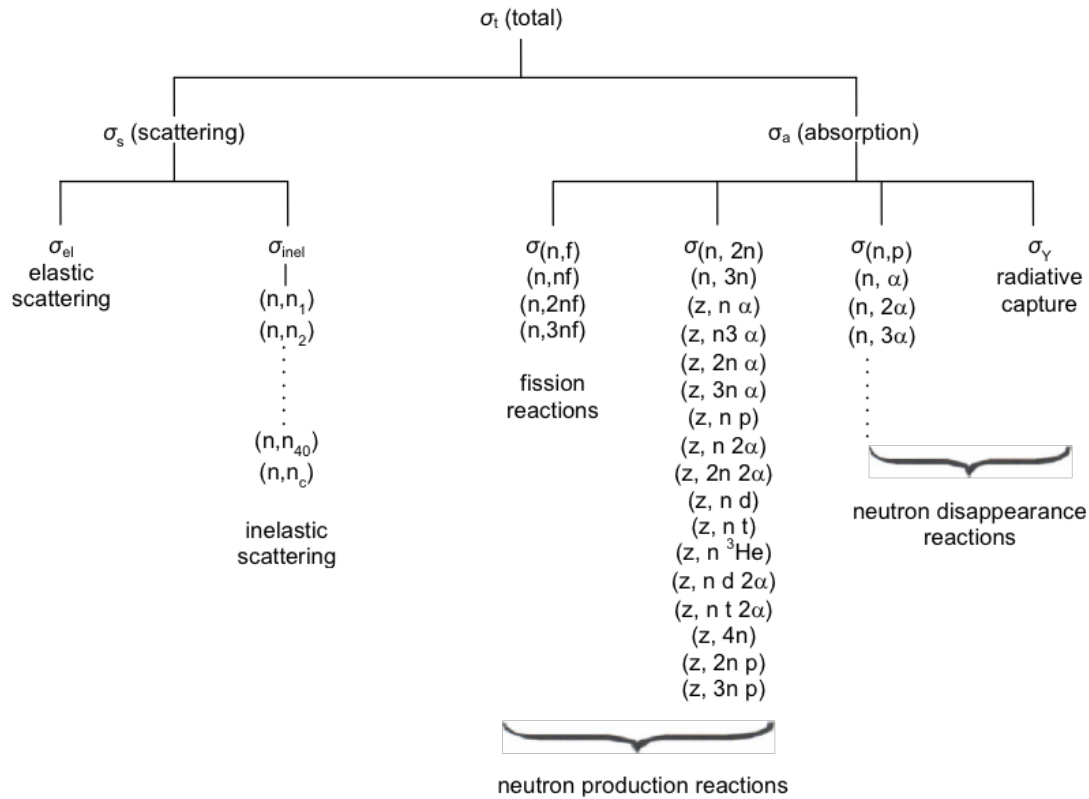 σt (total)
σs (scattering)
σa (absorption)
σel
elastic
scattering
σinel
(n,n1)
(n,n2)
(n,n40)
(n,nc)
inelastic
scattering
σ(n,f)
(n,nf)
(n,2nf)
(n,3nf)
fission
reactions
σ(n, 2n)
(n, 3n)
(z, n α)
(z, n3 α)
(z, 2n α)
(z, 3n α)
(z, n p)
(z, n 2α)
(z, 2n 2α)
(z, n d)
(z, n t)
(z, n ³He)
(z, n d 2α)
(z, n t 2α)
(z, 4n)
(z, 2n p)
(z, 3n p)
neutron production reactions
σ(n,p)
(n, α)
(n, 2α)
(n, 3α)
σY
radiative
capture
neutron disappearance
reactions